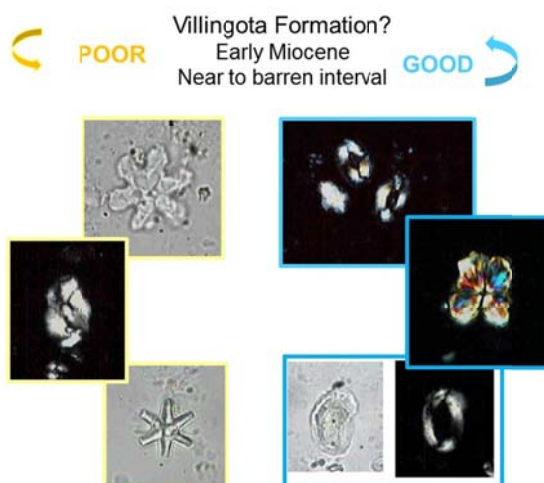 Villingota Formation?
POOR
Early Miocene
GOOD
Near to barren interval